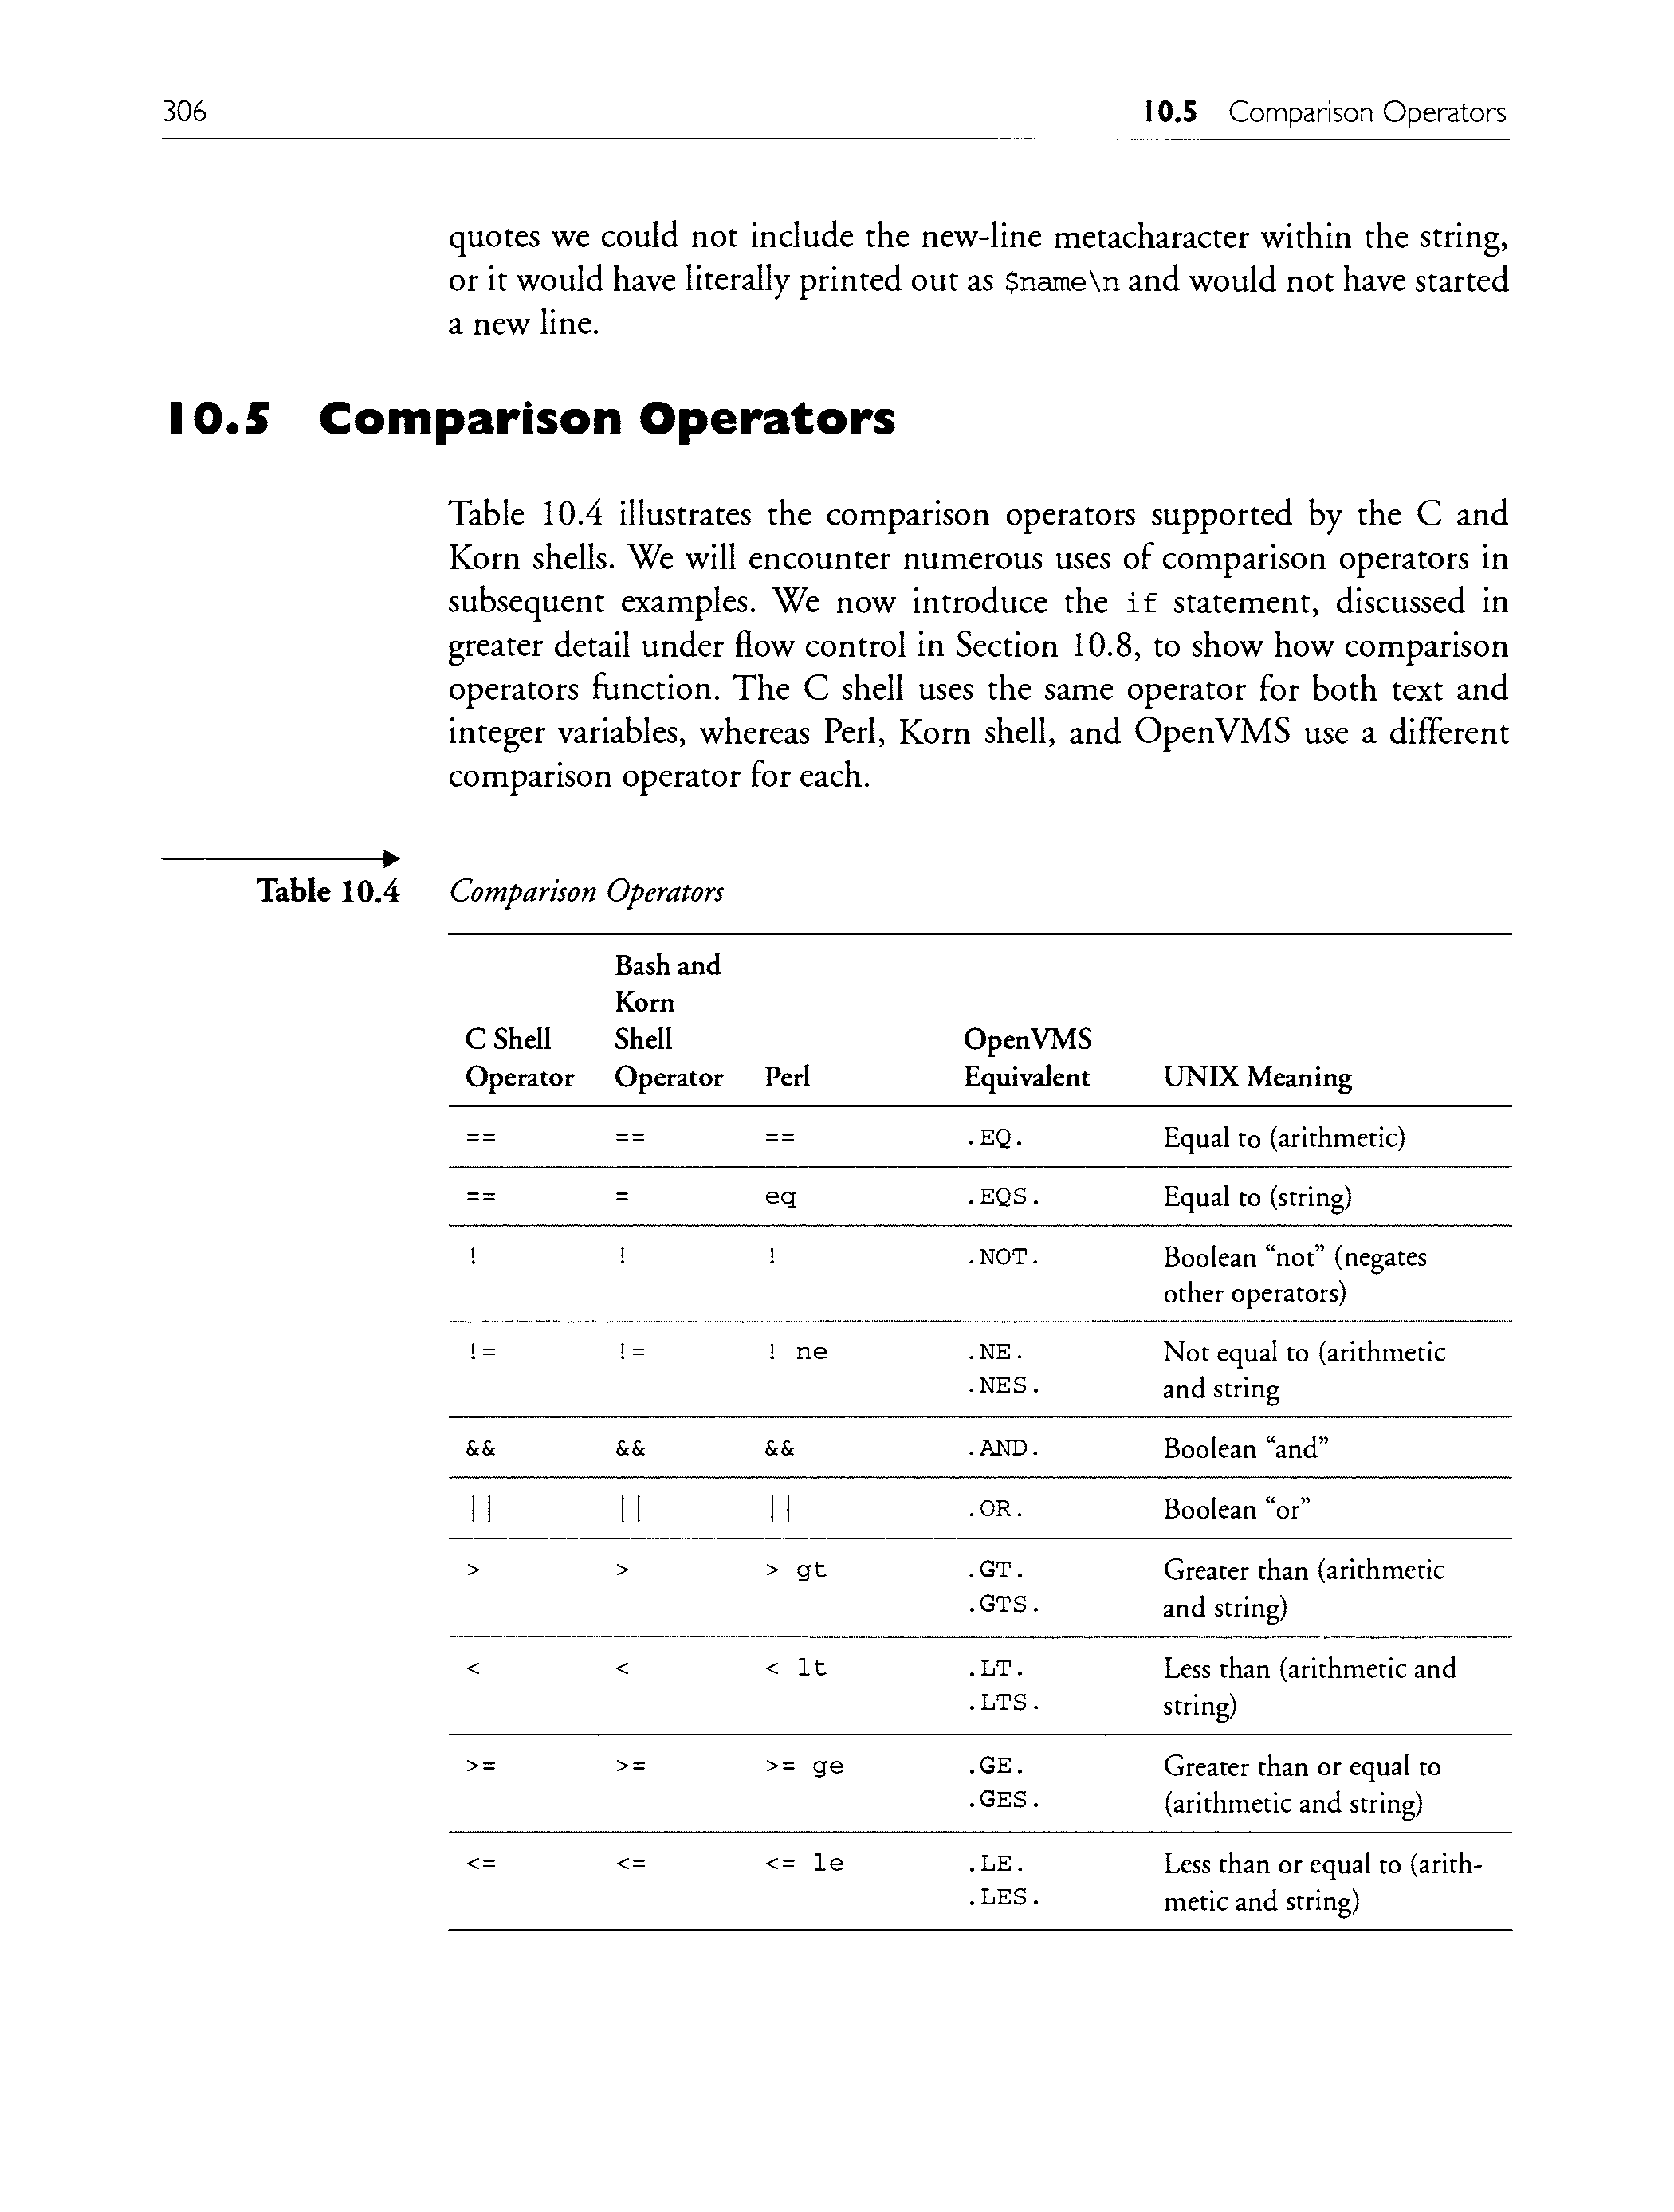 306
10.5 Comparison Operators
quotes we could not include the new-line metacharacter within the string,
or it would have literally printed out as $name\n and would not have started
a new line.
10.5 Comparison Operators
Table 10.4 illustrates the comparison operators supported by the C and
Korn shells. We will encounter numerous uses of comparison operators in
subsequent examples. We now introduce the if statement, discussed in
greater detail under flow control in Section 10.8, to show how comparison
operators function. The C shell uses the same operator for both text and
integer variables, whereas Perl, Korn shell, and OpenVMS use a different
comparison operator for each.
Table 10.4 Comparison Operators
Bash and
Korn
C Shell Shell OpenVMS
Operator Operator Perl Equivalent UNIX Meaning
== == == .EQ. Equal to (arithmetic)
== = eq .EQS. Equal to (string)
! ! ! .NOT. Boolean “not” (negates
other operators)
!= != ! ne .NE. Not equal to (arithmetic
.NES. and string
&& && && .AND. Boolean “and”
|| || || .OR. Boolean “or”
> > > gt .GT. Greater than (arithmetic
.GTS. and string)
< < < lt .LT. Less than (arithmetic and
.LTS. string)
>= >= >= ge .GE. Greater than or equal to
.GES. (arithmetic and string)
<= <= <= le .LE. Less than or equal to (arith-
.LES. metic and string)